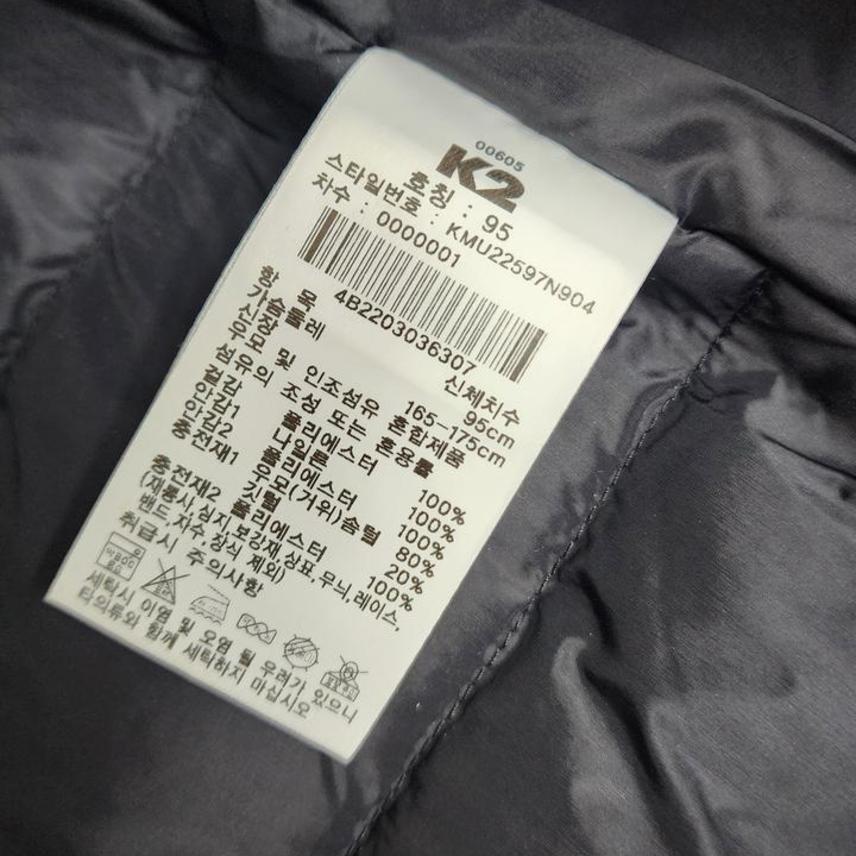 00605
K2
호칭 : 95
스타일번호 : KMU22597N904
차수 : 0000001
4B2203036307
항 목 신체치수
가슴둘레 95cm
신장 165-175cm
우모 및 인조섬유 혼합제품
섬유의 조성 또는 혼용률
겉감 폴리에스터 100%
안감1 나일론 100%
안감2 폴리에스터 100%
충전재1 우모(거위)솜털 80%
깃털 20%
충전재2 폴리에스터 100%
(재봉사,심지,보강재,상표,무늬,레이스,
밴드,자수,장식 제외)
취급시 주의사항
세탁시 이염 및 오염 될 우려가 있으니
타의류와 함께 세탁하지 마십시오